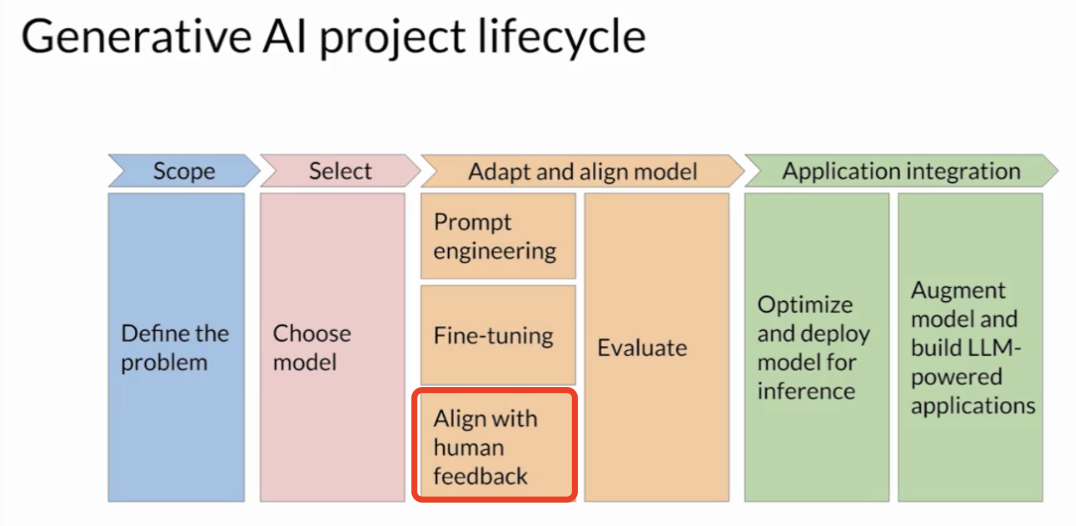 Generative AI project lifecycle
Scope
Select
Adapt and align model
Application integration
Define the
problem
Choose
model
Prompt
engineering
Fine-tuning
Align with
human
feedback
Evaluate
Optimize
and deploy
model for
inference
Augment
model and
build LLM-
powered
applications